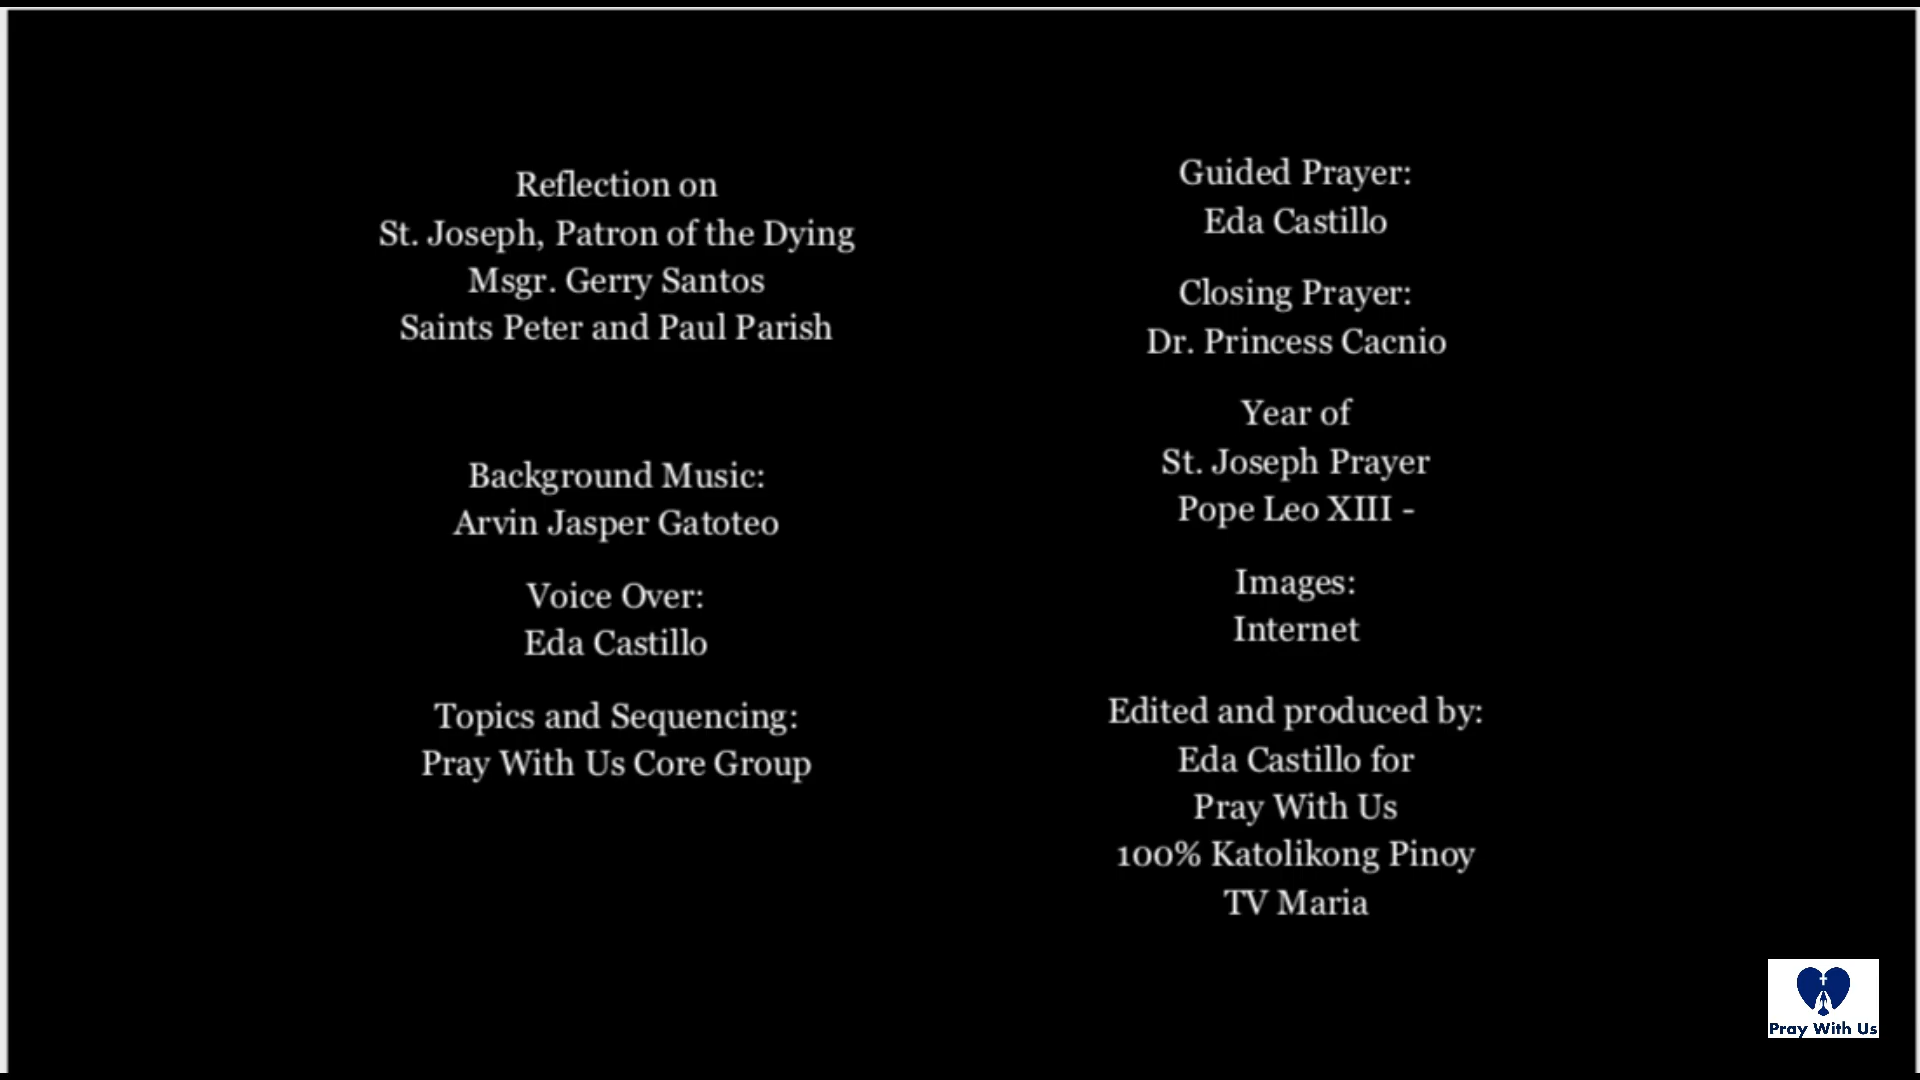 Reflection on
St. Joseph, Patron of the Dying
Msgr. Gerry Santos
Saints Peter and Paul Parish
Background Music:
Arvin Jasper Gatoteo
Voice Over:
Eda Castillo
Topics and Sequencing:
Pray With Us Core Group
Guided Prayer:
Eda Castillo
Closing Prayer:
Dr. Princess Cacnio
Year of
St. Joseph Prayer
Pope Leo XIII -
Images:
Internet
Edited and produced by:
Eda Castillo for
Pray With Us
100% Katolikong Pinoy
TV Maria
Pray With Us